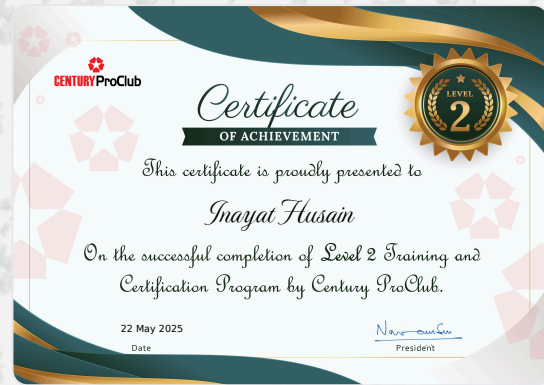 CENTURY ProClub
Certificate
OF ACHIEVEMENT
LEVEL
2
This certificate is proudly presented to
Inayat Husain
On the successful completion of Level 2 Training and
Certification Program by Century ProClub.
22 May 2025
Date
President